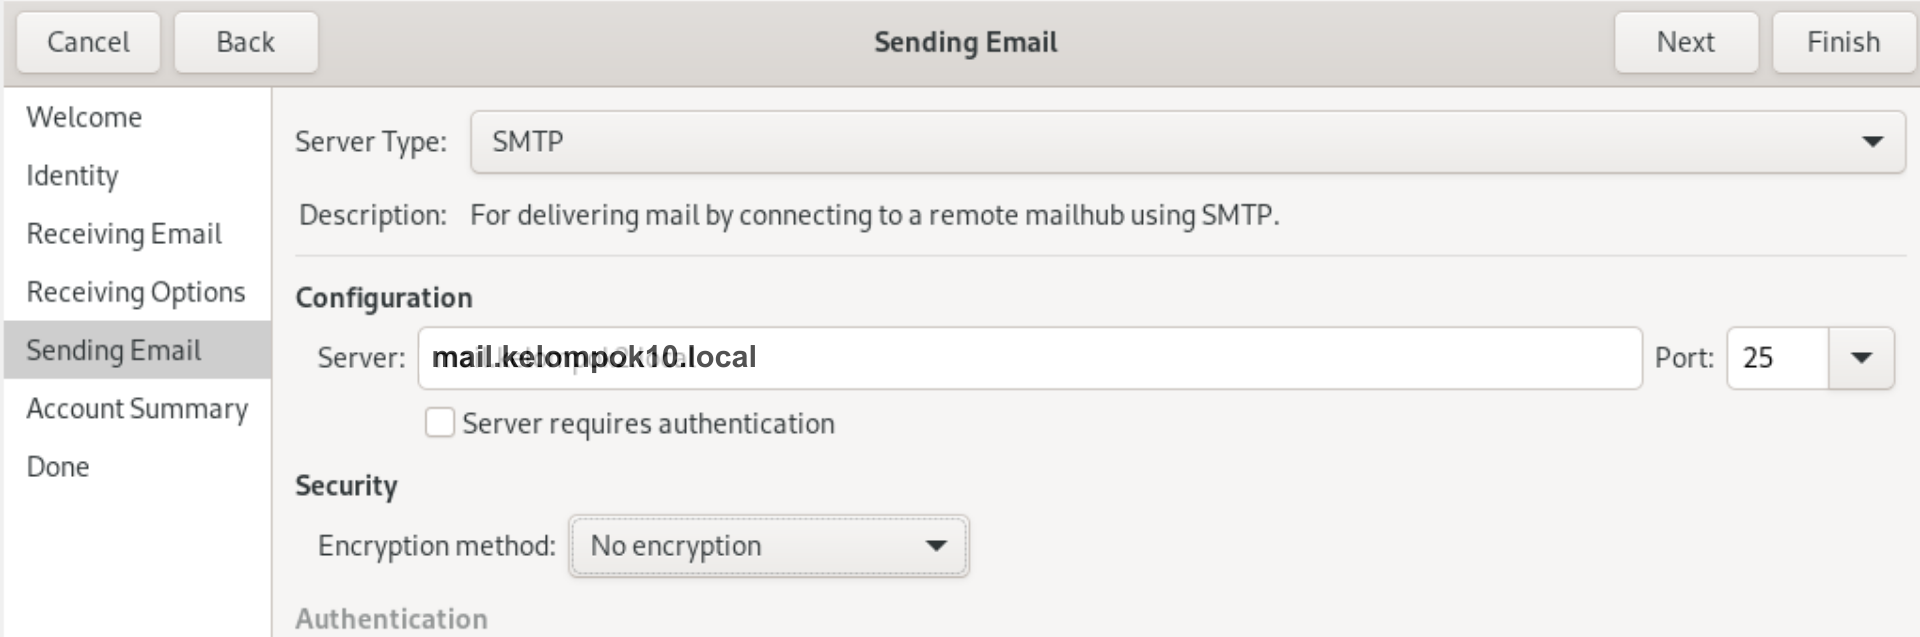 Cancel Back Sending Email Next Finish
Welcome
Identity
Receiving Email
Receiving Options
Sending Email
Account Summary
Done
Server Type: SMTP
Description: For delivering mail by connecting to a remote mailhub using SMTP.
Configuration
Server: mail.kelompok10.local Port: 25
Server requires authentication
Security
Encryption method: No encryption
Authentication